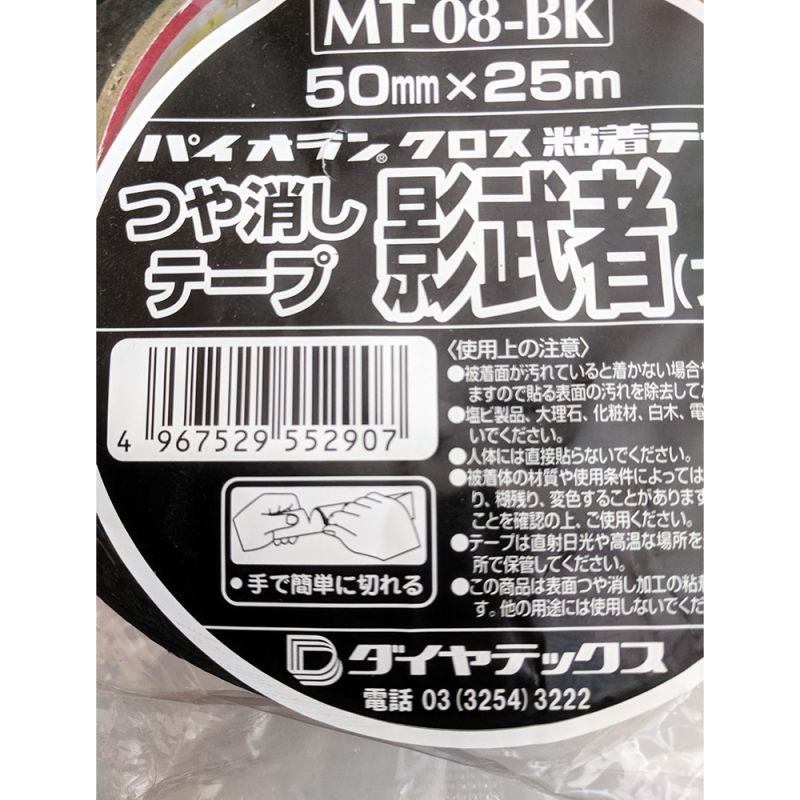 MT-08-BK
50mm×25m
パイオラン® クロス 粘着テー
つや消し
テープ
影武者
〈使用上の注意〉
●被着面が汚れていると着かない場合や
ますので貼る表面の汚れを除去してた
●塩ビ製品、大理石、化粧材、白木、電
いでください。
●人体には直接貼らないでください。
●被着体の材質や使用条件によっては
り、糊残り、変色することがあります
ことを確認の上、ご使用ください。
●テープは直射日光や高温な場所を
所で保管してください。
●この商品は表面つや消し加工の粘着
す。他の用途には使用しないでくだ
4 967529 552907
・手で簡単に切れる
ダイヤテックス
電話 03(3254)3222